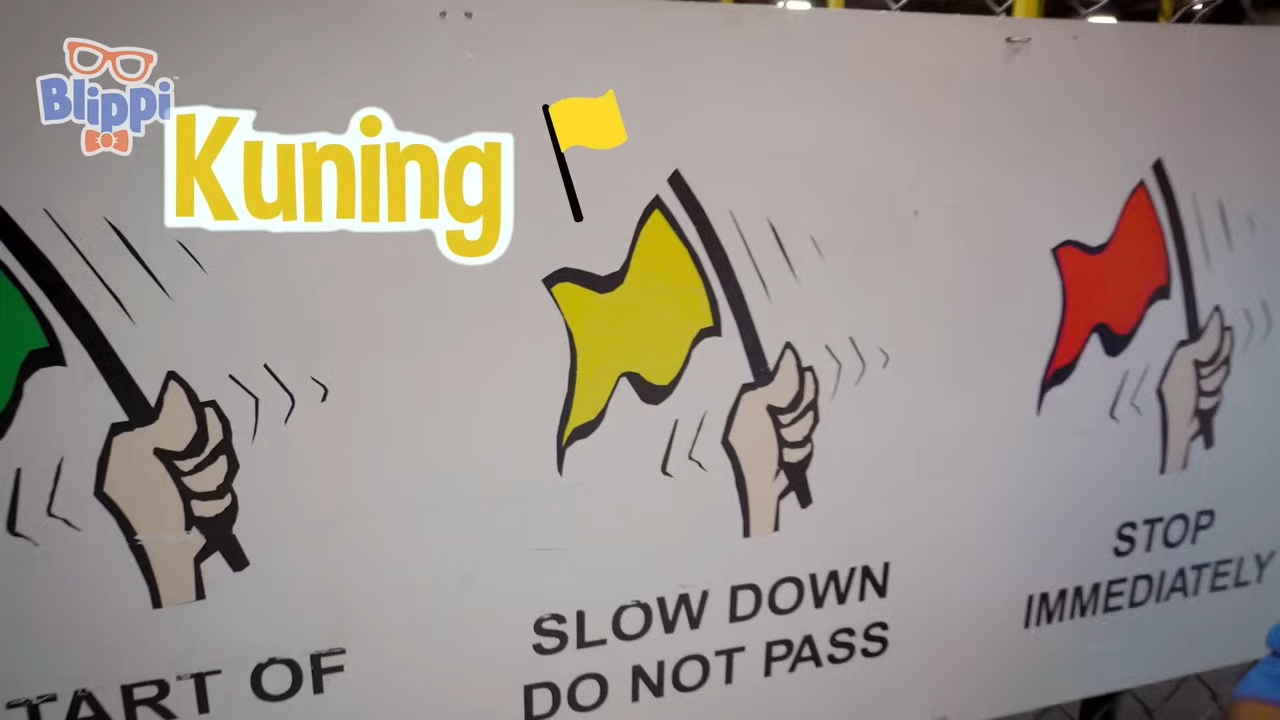 Blippi
Kuning
TART OF
SLOW DOWN
DO NOT PASS
STOP
IMMEDIATELY